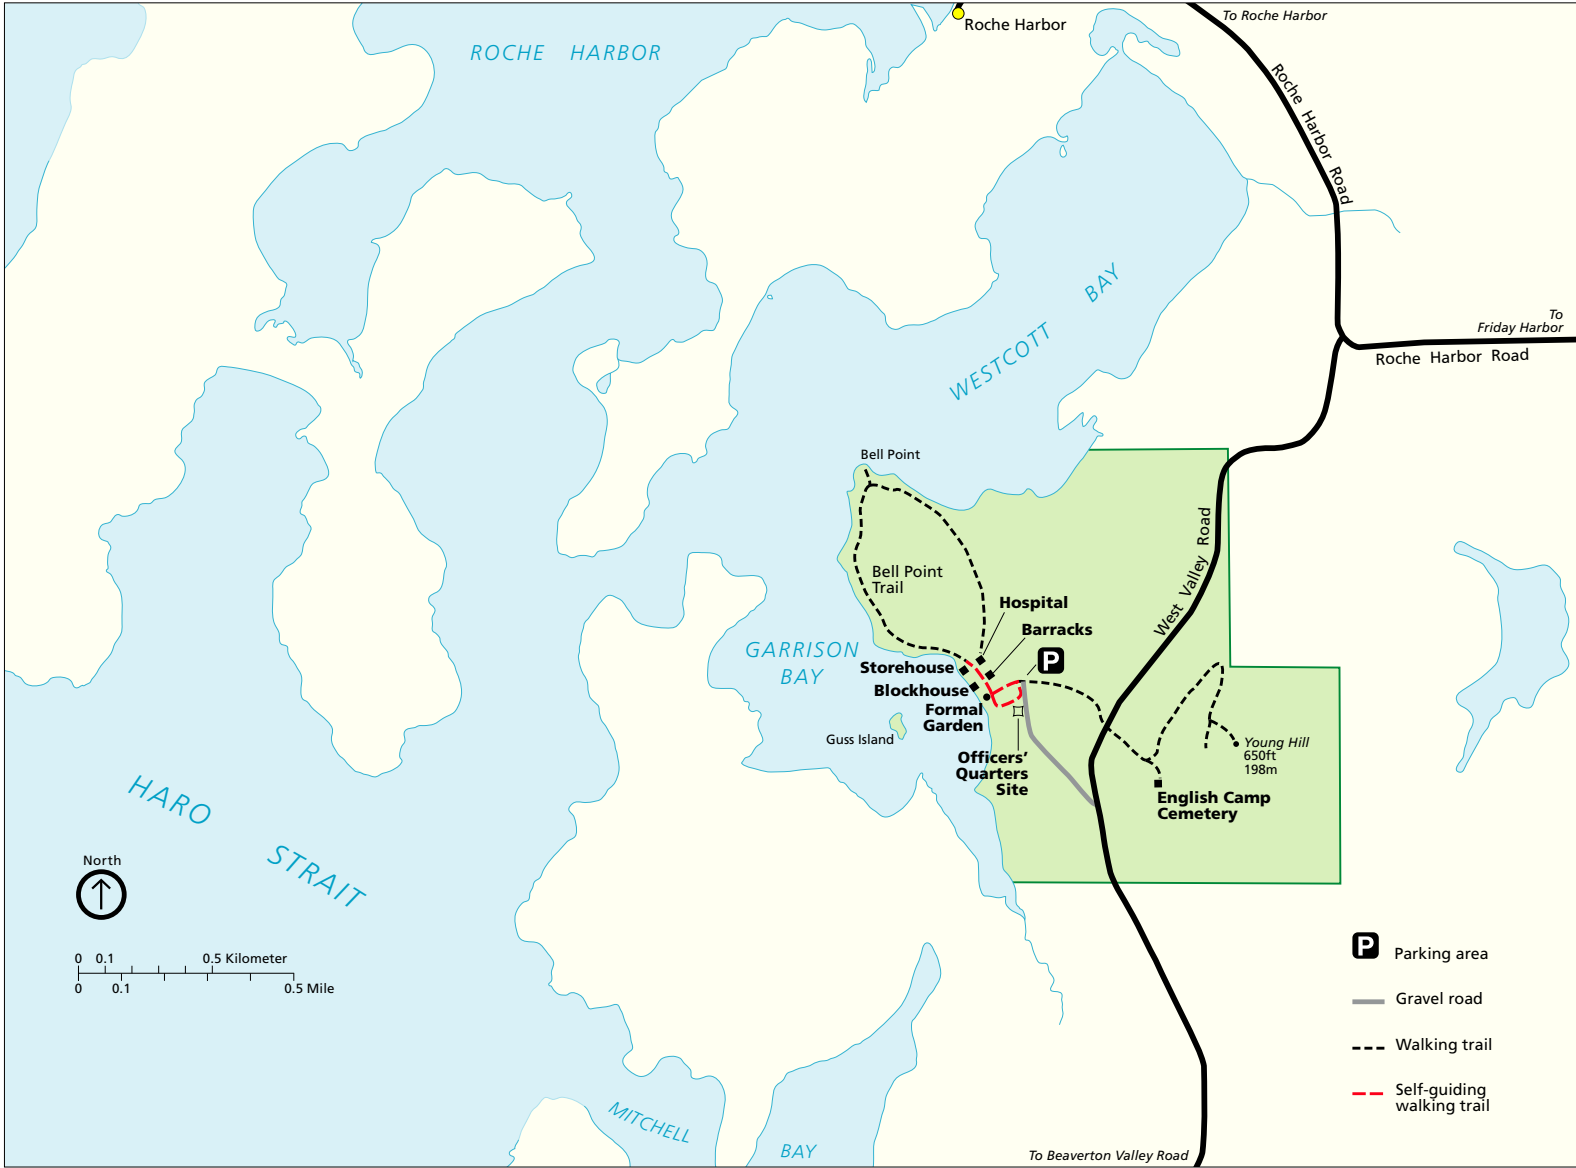 To Roche Harbor
Roche Harbor
ROCHE HARBOR
Roche Harbor Road
WESTCOTT BAY
To
Friday Harbor
Roche Harbor Road
Bell Point
West Valley Road
Bell Point
Trail
Hospital
Barracks
P
GARRISON
BAY
Storehouse
Blockhouse
Formal
Garden
Guss Island
Officers'
Quarters
Site
Young Hill
650ft
198m
English Camp
Cemetery
HARO
STRAIT
North
0 0.1 0.5 Kilometer
0 0.1 0.5 Mile
P Parking area
Gravel road
Walking trail
Self-guiding
walking trail
MITCHELL
BAY
To Beaverton Valley Road